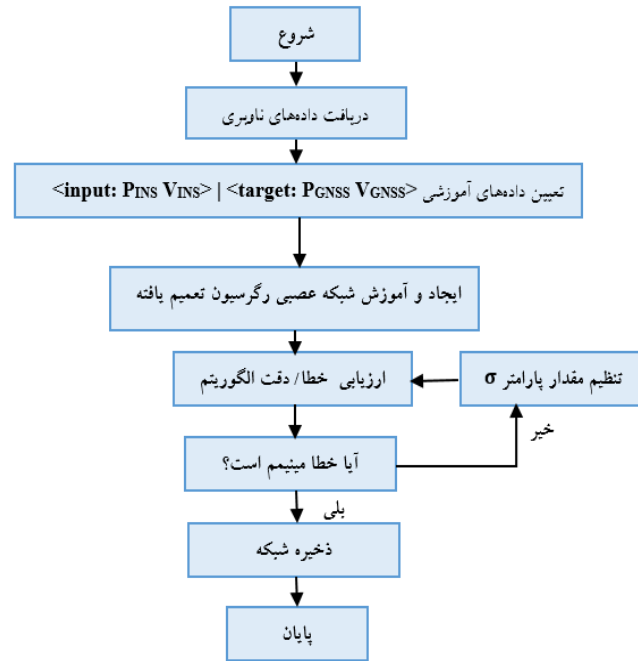 شروع
دریافت داده‌های ناوبری
تعیین داده‌های آموزشی <input: PINS VINS> | <target: PGNSS VGNSS>
ایجاد و آموزش شبکه عصبی رگرسیون تعمیم یافته
ارزیابی خطا/ دقت الگوریتم
تنظیم مقدار پارامتر σ
خیر
آیا خطا مینیمم است؟
بلی
ذخیره شبکه
پایان